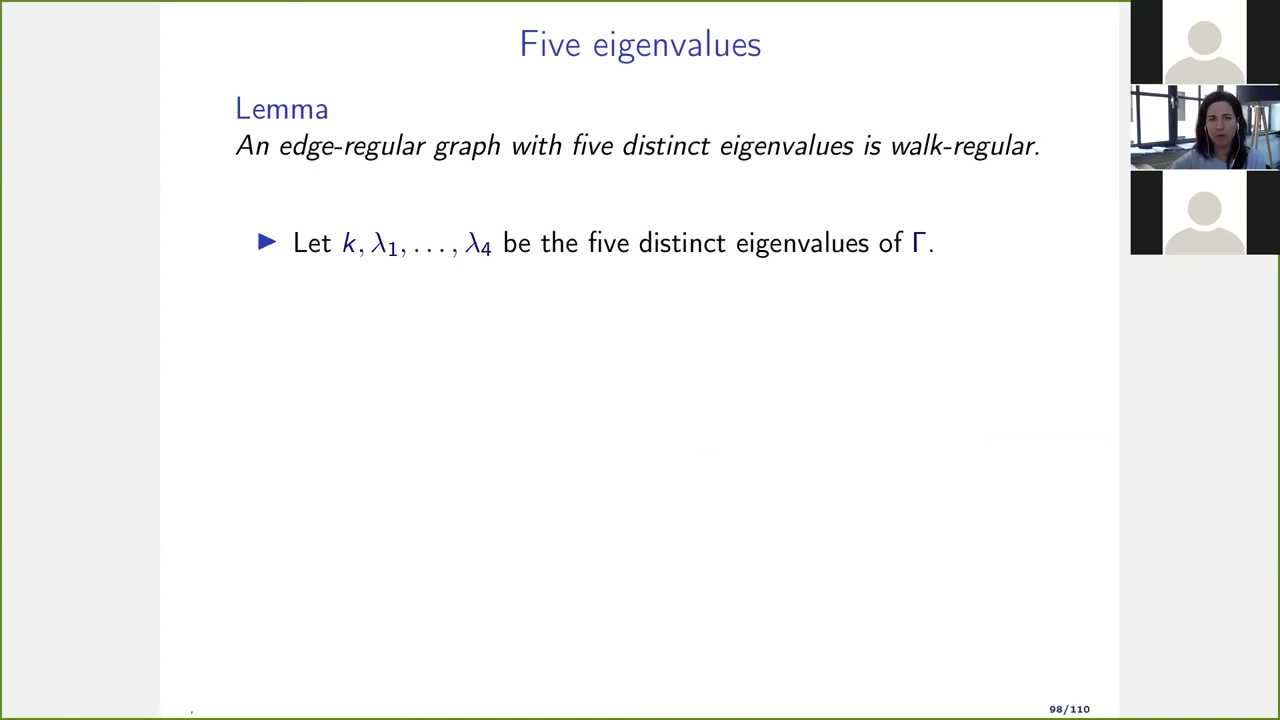 Five eigenvalues
Lemma
An edge-regular graph with five distinct eigenvalues is walk-regular.
▶ Let k, λ₁, . . . , λ₄ be the five distinct eigenvalues of Γ.
98/110